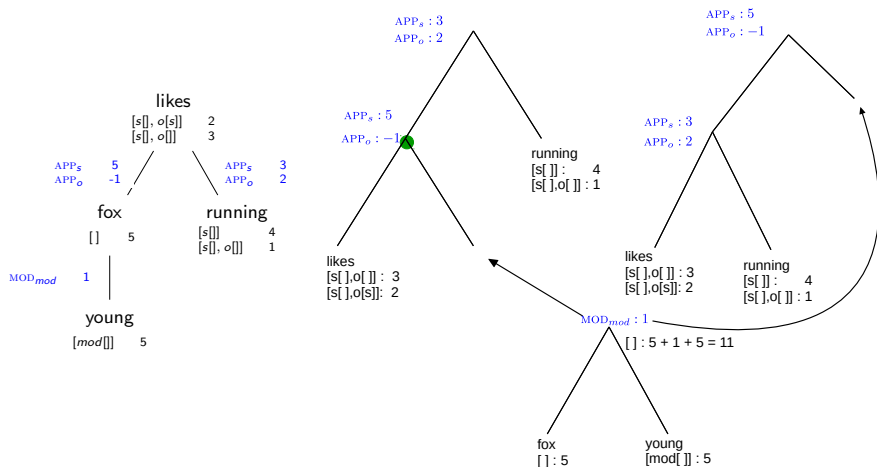 likes
[s[], o[s]] 2
[s[], o[]] 3
APPs 5
APPo -1
APPs 3
APPo 2
fox
[ ] 5
running
[s[]] 4
[s[], o[]] 1
MODmod 1
young
[mod[]] 5
APPs : 3
APPo : 2
APPs : 5
APPo : −1
running
[s[ ]] : 4
[s[ ],o[ ]] : 1
likes
[s[ ],o[ ]] : 3
[s[ ],o[s]]: 2
APPs : 5
APPo : −1
APPs : 3
APPo : 2
likes
[s[ ],o[ ]] : 3
[s[ ],o[s]]: 2
running
[s[ ]] : 4
[s[ ],o[ ]] : 1
MODmod : 1
[ ] : 5 + 1 + 5 = 11
fox
[ ] : 5
young
[mod[ ]] : 5